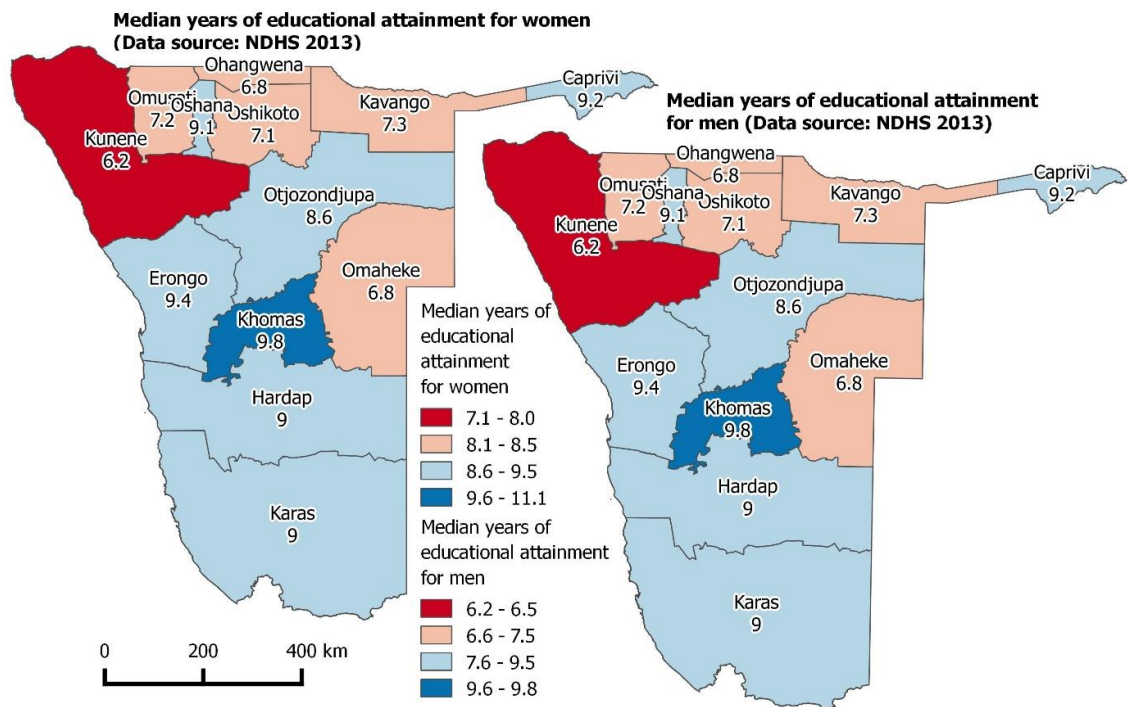 Median years of educational attainment for women
(Data source: NDHS 2013)
Ohangwena
6.8
Caprivi
9.2
Omusati
7.2
Oshana
9.1
Oshikoto
7.1
Kavango
7.3
Kunene
6.2
Otjozondjupa
8.6
Erongo
9.4
Omaheke
6.8
Khomas
9.8
Hardap
9
Karas
9
Median years of educational attainment
for men (Data source: NDHS 2013)
Ohangwena
6.8
Caprivi
9.2
Omusati
7.2
Oshana
9.1
Oshikoto
7.1
Kavango
7.3
Kunene
6.2
Otjozondjupa
8.6
Erongo
9.4
Omaheke
6.8
Khomas
9.8
Hardap
9
Karas
9
Median years of
educational
attainment
for women
7.1 - 8.0
8.1 - 8.5
8.6 - 9.5
9.6 - 11.1
Median years of
educational attainment
for men
6.2 - 6.5
6.6 - 7.5
7.6 - 9.5
9.6 - 9.8
0 200 400 km